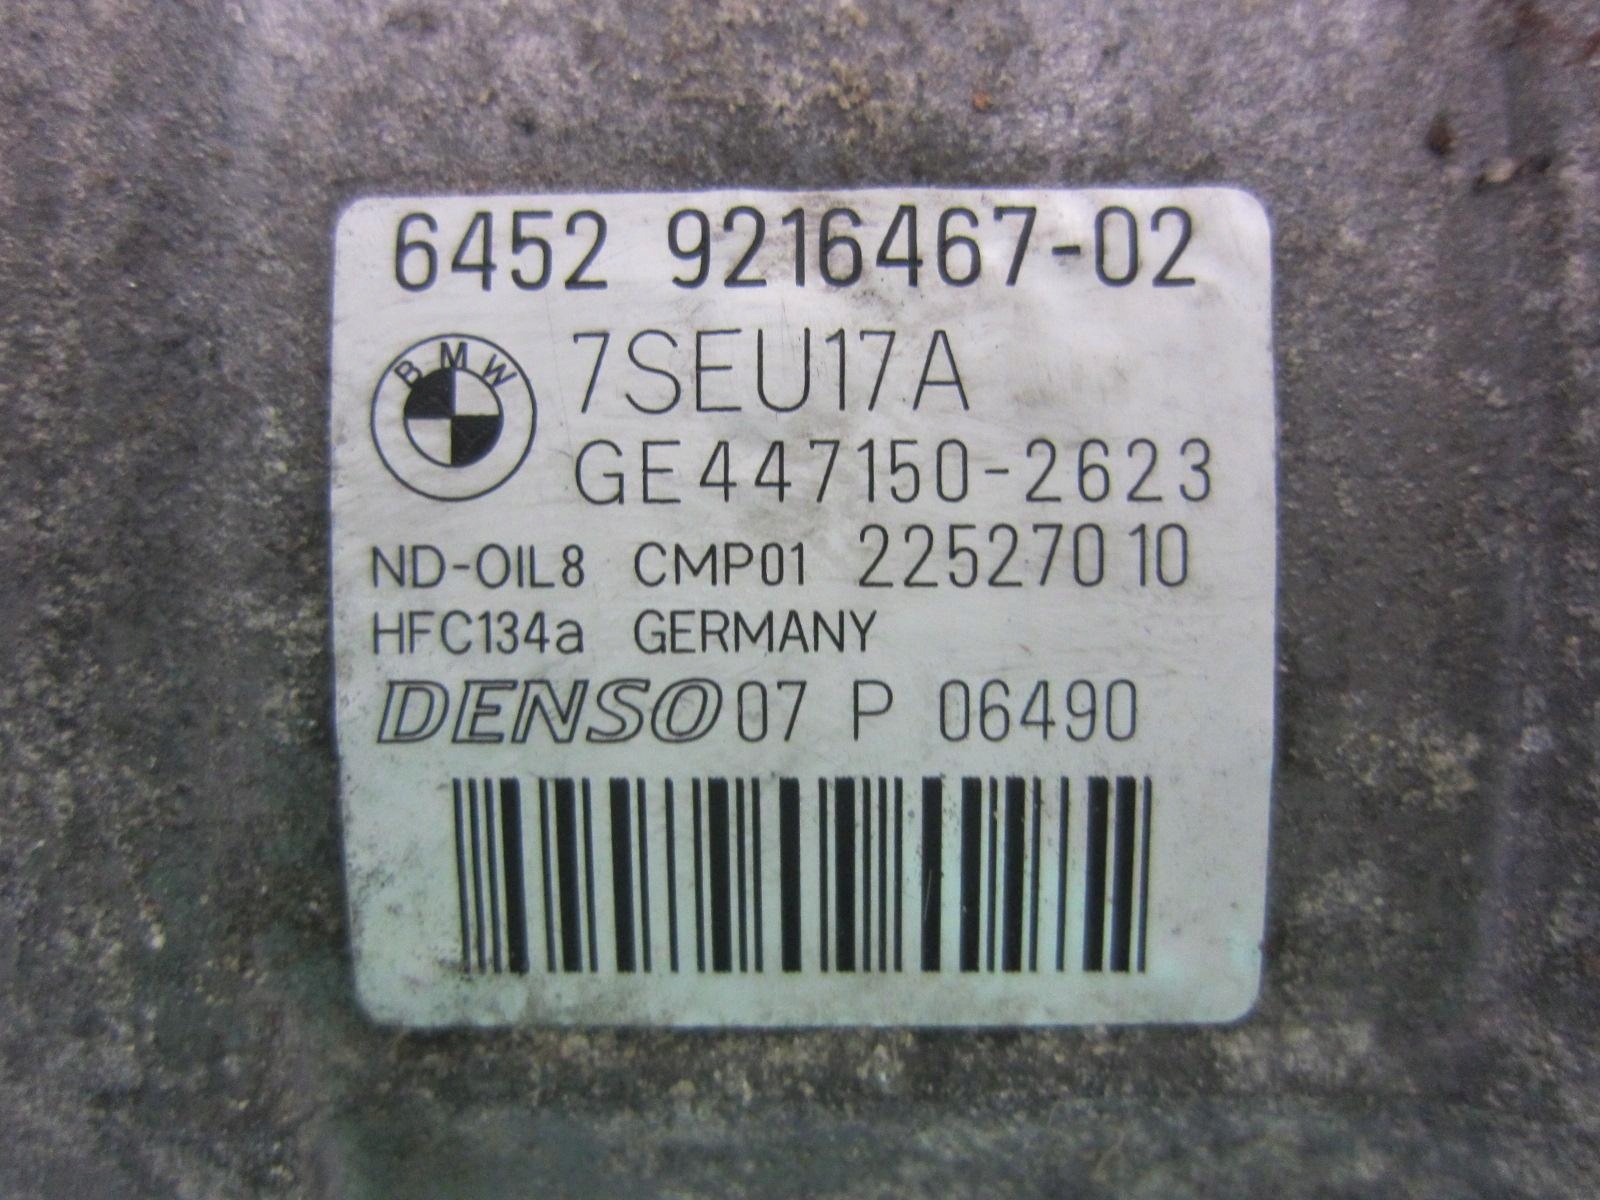 6452 9216467-02
BMW
7SEU17A
GE447150-2623
ND-OIL8 CMP01 22527010
HFC134a GERMANY
DENSO 07 P 06490